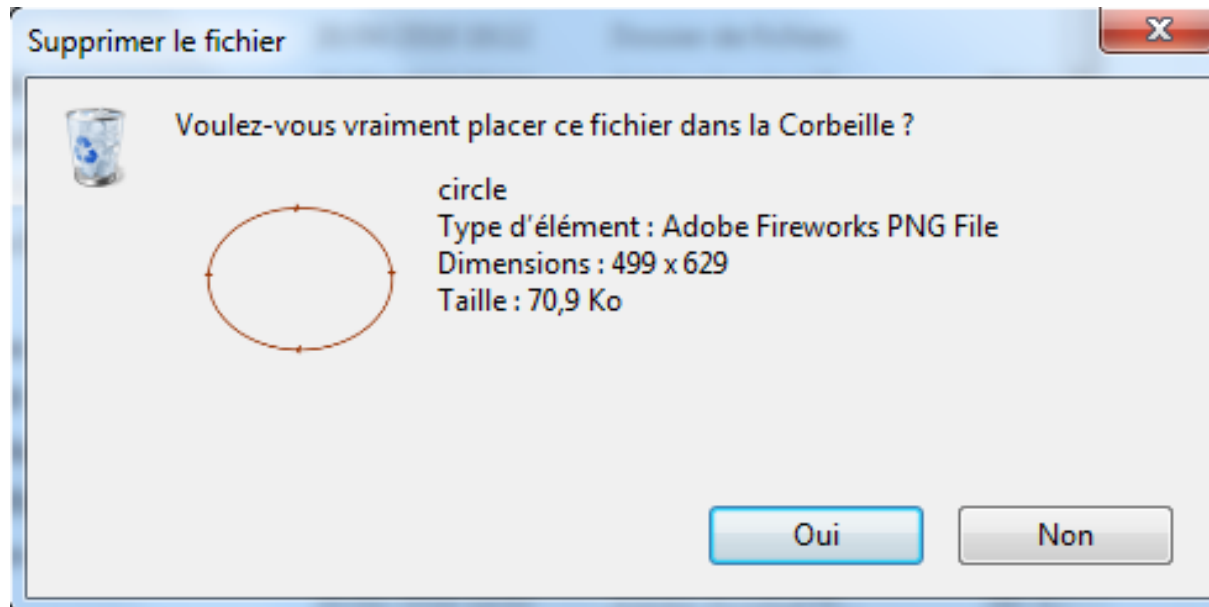 Supprimer le fichier
Voulez-vous vraiment placer ce fichier dans la Corbeille ?
circle
Type d'élément : Adobe Fireworks PNG File
Dimensions : 499 x 629
Taille : 70,9 Ko
Oui
Non